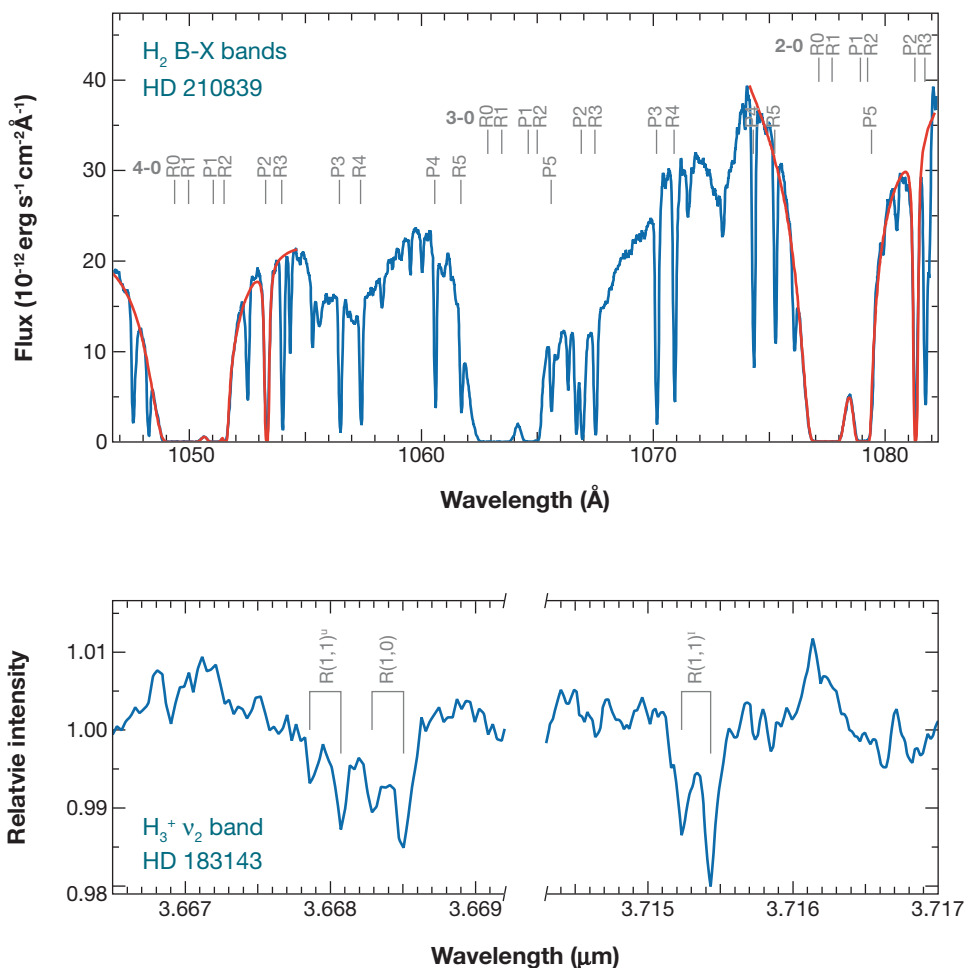 H₂ B-X bands
HD 210839
2-0 R0 R1 P1 R2 P2 R3
P5
3-0 R0 R1 P1 R2 P2 R3 P3 R4 P4 R5
P5
4-0 R0 R1 P1 R2 P2 R3 P3 R4 P4 R5
Flux (10⁻¹² erg s⁻¹ cm⁻²Å⁻¹)
40
30
20
10
0
1050 1060 1070 1080
Wavelength (Å)
R(1,1)ᵘ R(1,0) R(1,1)ˡ
Relatvie intensity
1.01
1.00
0.99
0.98
H₃⁺ ν₂ band
HD 183143
3.667 3.668 3.669 3.715 3.716 3.717
Wavelength (μm)